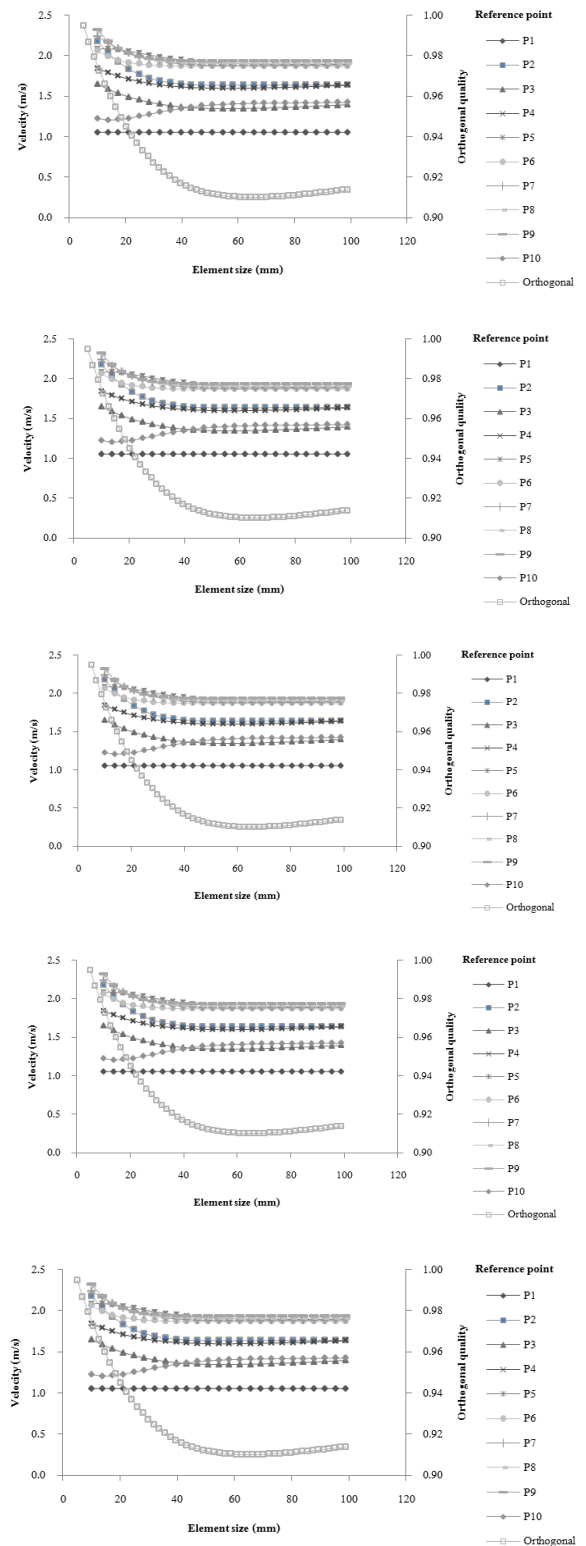 Reference point
2.5 1.00
2.0 0.98
1.5 0.96
1.0 0.94
0.5 0.92
0.0 0.90
0 20 40 60 80 100 120
Velocity (m/s)
Orthogonal quality
Element size (mm)
P1
P2
P3
P4
P5
P6
P7
P8
P9
P10
Orthogonal
Reference point
2.5 1.00
2.0 0.98
1.5 0.96
1.0 0.94
0.5 0.92
0.0 0.90
0 20 40 60 80 100 120
Velocity (m/s)
Orthogonal quality
Element size (mm)
P1
P2
P3
P4
P5
P6
P7
P8
P9
P10
Orthogonal
Reference point
2.5 1.00
2.0 0.98
1.5 0.96
1.0 0.94
0.5 0.92
0.0 0.90
0 20 40 60 80 100 120
Velocity (m/s)
Orthogonal quality
Element size (mm)
P1
P2
P3
P4
P5
P6
P7
P8
P9
P10
Orthogonal
Reference point
2.5 1.00
2.0 0.98
1.5 0.96
1.0 0.94
0.5 0.92
0.0 0.90
0 20 40 60 80 100 120
Velocity (m/s)
Orthogonal quality
Element size (mm)
P1
P2
P3
P4
P5
P6
P7
P8
P9
P10
Orthogonal
Reference point
2.5 1.00
2.0 0.98
1.5 0.96
1.0 0.94
0.5 0.92
0.0 0.90
0 20 40 60 80 100 120
Velocity (m/s)
Orthogonal quality
Element size (mm)
P1
P2
P3
P4
P5
P6
P7
P8
P9
P10
Orthogonal